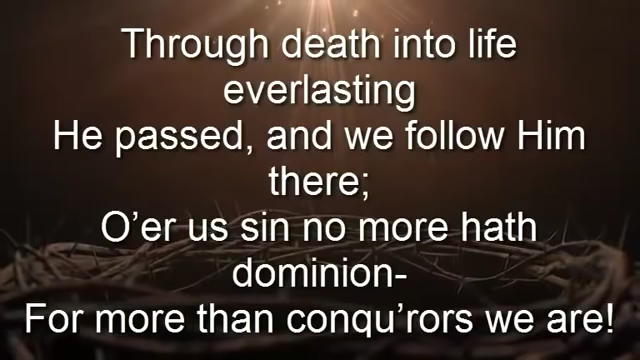 Through death into life
everlasting
He passed, and we follow Him
there;
O’er us sin no more hath
dominion-
For more than conqu’rors we are!